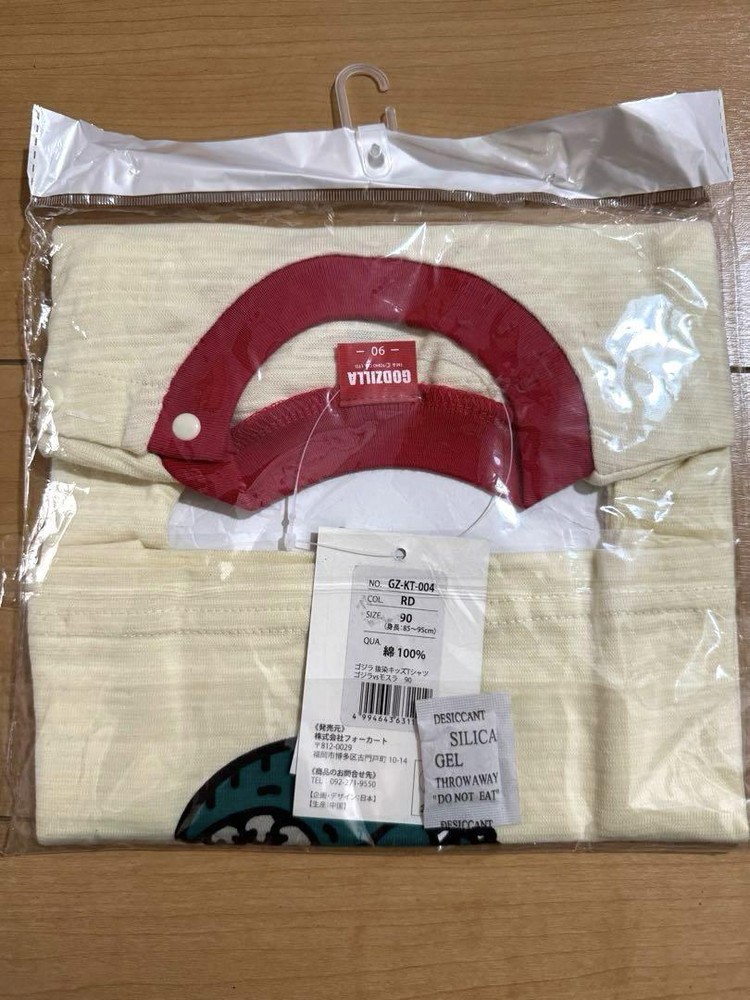 — 90 —
GODZILLA
NO. GZ-KT-004
COL. RD
SIZE. 90
(身長:85～95cm)
QUA. 綿 100%
ゴジラ 抜染キッズTシャツ
ゴジラvsモスラ 90
4 994643 631
《発売元》
株式会社フォーカート
〒812-0029
福岡市博多区古門戸町 10-14
《商品のお問合せ先》
TEL 092-271-9550
【企画・デザイン:日本】
【生産:中国】
DESICCANT
SILICA
GEL
THROW AWAY
"DO NOT EAT"
DESICCANT